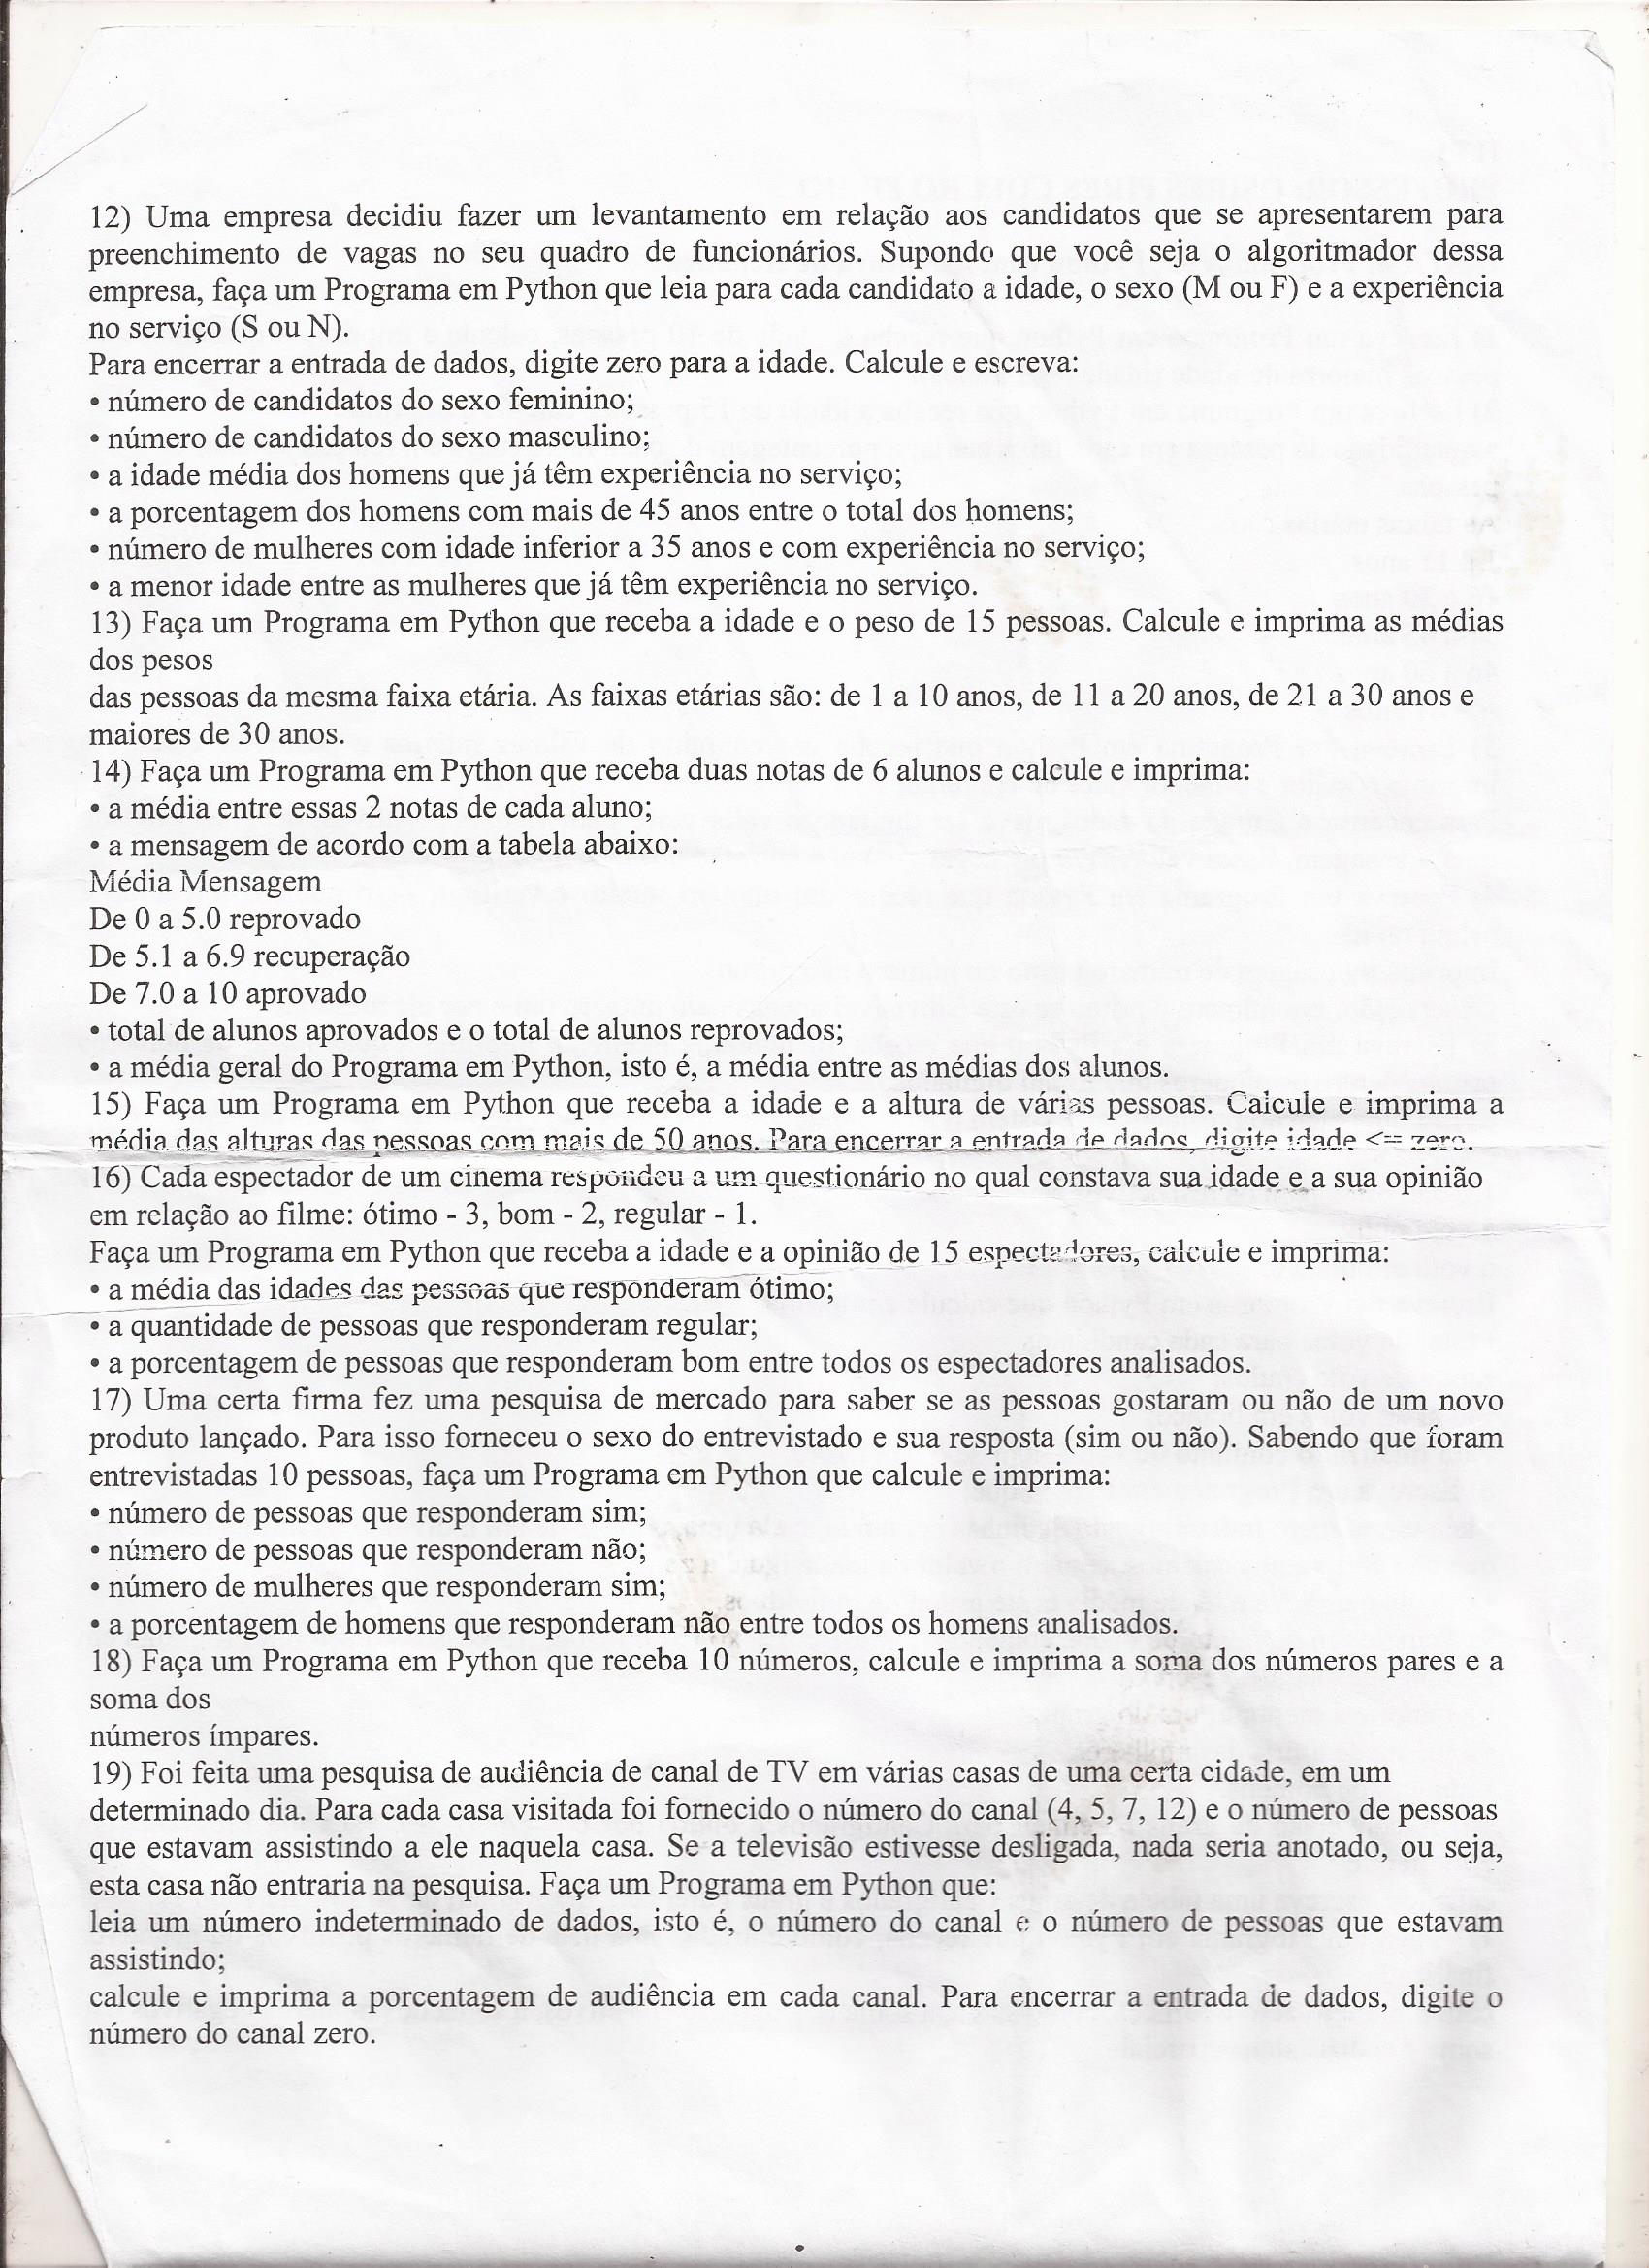 12) Uma empresa decidiu fazer um levantamento em relação aos candidatos que se apresentarem para
preenchimento de vagas no seu quadro de funcionários. Supondo que você seja o algoritmador dessa
empresa, faça um Programa em Python que leia para cada candidato a idade, o sexo (M ou F) e a experiência
no serviço (S ou N).
Para encerrar a entrada de dados, digite zero para a idade. Calcule e escreva:
• número de candidatos do sexo feminino;
• número de candidatos do sexo masculino;
• a idade média dos homens que já têm experiência no serviço;
• a porcentagem dos homens com mais de 45 anos entre o total dos homens;
• número de mulheres com idade inferior a 35 anos e com experiência no serviço;
• a menor idade entre as mulheres que já têm experiência no serviço.
13) Faça um Programa em Python que receba a idade e o peso de 15 pessoas. Calcule e imprima as médias
dos pesos
das pessoas da mesma faixa etária. As faixas etárias são: de 1 a 10 anos, de 11 a 20 anos, de 21 a 30 anos e
maiores de 30 anos.
14) Faça um Programa em Python que receba duas notas de 6 alunos e calcule e imprima:
• a média entre essas 2 notas de cada aluno;
• a mensagem de acordo com a tabela abaixo:
Média Mensagem
De 0 a 5.0 reprovado
De 5.1 a 6.9 recuperação
De 7.0 a 10 aprovado
• total de alunos aprovados e o total de alunos reprovados;
• a média geral do Programa em Python, isto é, a média entre as médias dos alunos.
15) Faça um Programa em Python que receba a idade e a altura de várias pessoas. Calcule e imprima a
média das alturas das pessoas com mais de 50 anos. Para encerrar a entrada de dados, digite idade <= zero.
16) Cada espectador de um cinema respondeu a um questionário no qual constava sua idade e a sua opinião
em relação ao filme: ótimo - 3, bom - 2, regular - 1.
Faça um Programa em Python que receba a idade e a opinião de 15 espectadores, calcule e imprima:
• a média das idades das pessoas que responderam ótimo;
• a quantidade de pessoas que responderam regular;
• a porcentagem de pessoas que responderam bom entre todos os espectadores analisados.
17) Uma certa firma fez uma pesquisa de mercado para saber se as pessoas gostaram ou não de um novo
produto lançado. Para isso forneceu o sexo do entrevistado e sua resposta (sim ou não). Sabendo que foram
entrevistadas 10 pessoas, faça um Programa em Python que calcule e imprima:
• número de pessoas que responderam sim;
• número de pessoas que responderam não;
• número de mulheres que responderam sim;
• a porcentagem de homens que responderam não entre todos os homens analisados.
18) Faça um Programa em Python que receba 10 números, calcule e imprima a soma dos números pares e a
soma dos
números ímpares.
19) Foi feita uma pesquisa de audiência de canal de TV em várias casas de uma certa cidade, em um
determinado dia. Para cada casa visitada foi fornecido o número do canal (4, 5, 7, 12) e o número de pessoas
que estavam assistindo a ele naquela casa. Se a televisão estivesse desligada, nada seria anotado, ou seja,
esta casa não entraria na pesquisa. Faça um Programa em Python que:
leia um número indeterminado de dados, isto é, o número do canal e o número de pessoas que estavam
assistindo;
calcule e imprima a porcentagem de audiência em cada canal. Para encerrar a entrada de dados, digite o
número do canal zero.